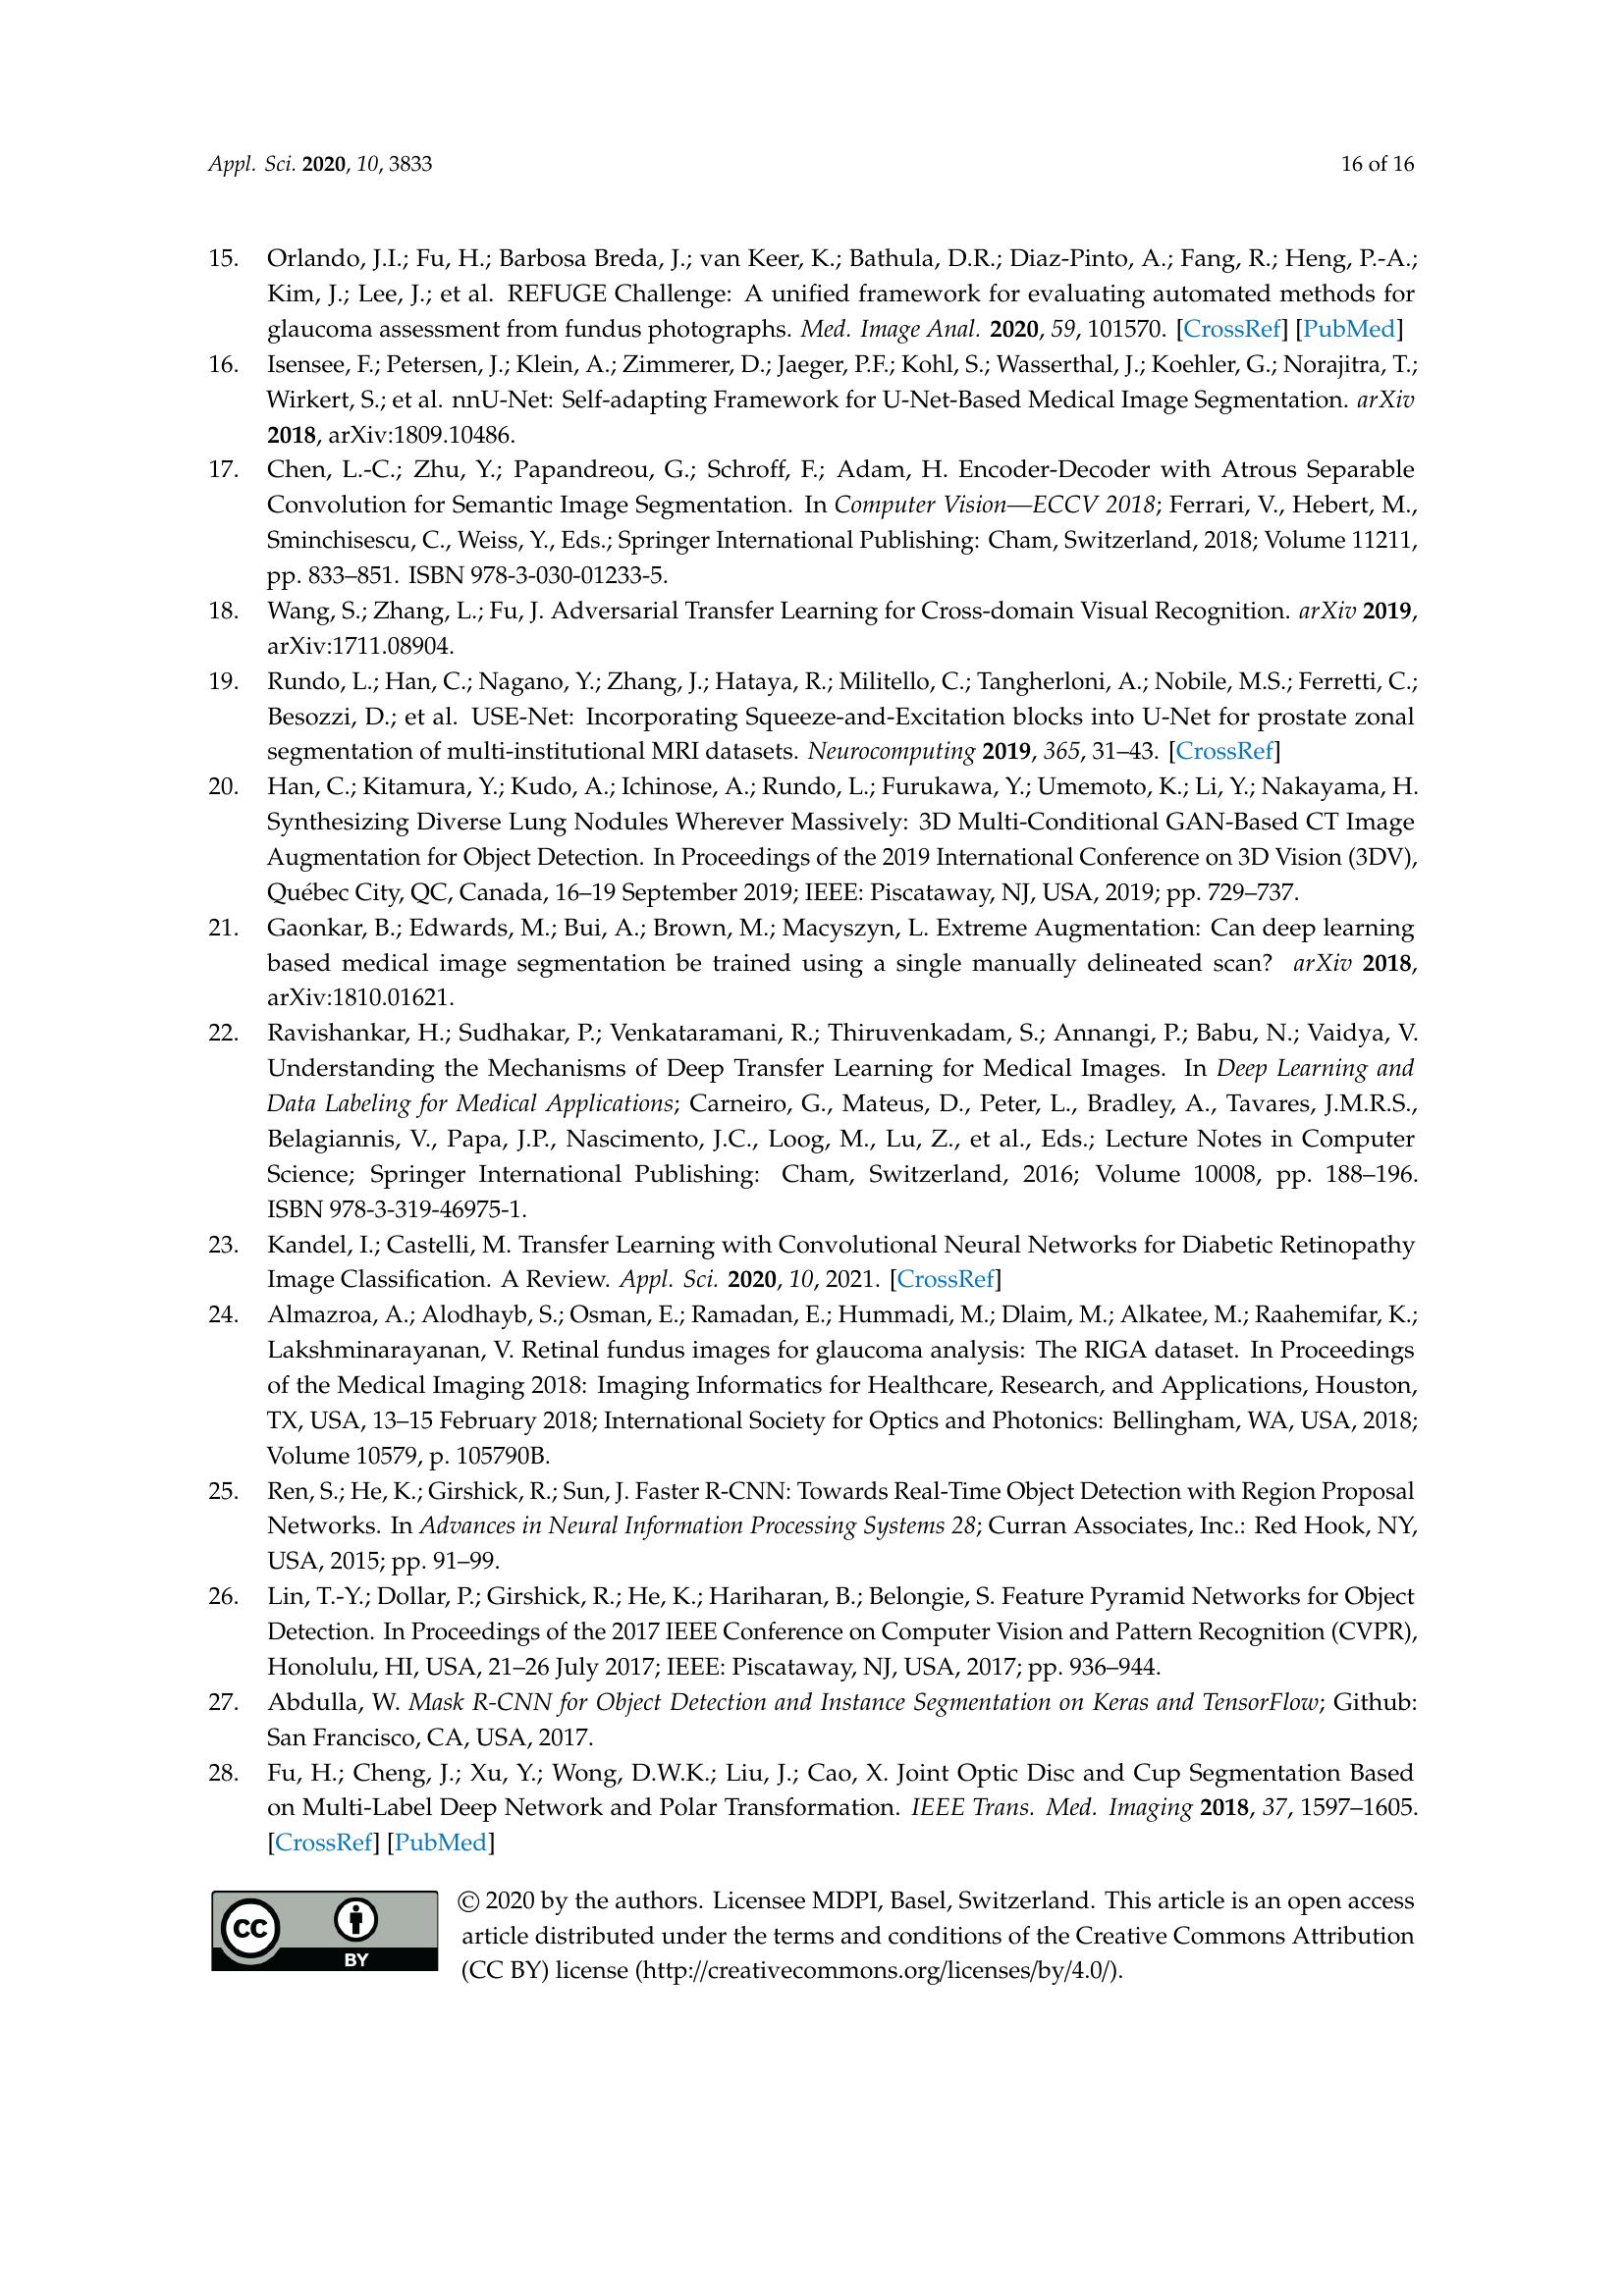 Appl. Sci. 2020, 10, 3833
16 of 16
15. Orlando, J.I.; Fu, H.; Barbosa Breda, J.; van Keer, K.; Bathula, D.R.; Diaz-Pinto, A.; Fang, R.; Heng, P.-A.;
Kim, J.; Lee, J.; et al. REFUGE Challenge: A unified framework for evaluating automated methods for
glaucoma assessment from fundus photographs. Med. Image Anal. 2020, 59, 101570. [CrossRef] [PubMed]
16. Isensee, F.; Petersen, J.; Klein, A.; Zimmerer, D.; Jaeger, P.F.; Kohl, S.; Wasserthal, J.; Koehler, G.; Norajitra, T.;
Wirkert, S.; et al. nnU-Net: Self-adapting Framework for U-Net-Based Medical Image Segmentation. arXiv
2018, arXiv:1809.10486.
17. Chen, L.-C.; Zhu, Y.; Papandreou, G.; Schroff, F.; Adam, H. Encoder-Decoder with Atrous Separable
Convolution for Semantic Image Segmentation. In Computer Vision—ECCV 2018; Ferrari, V., Hebert, M.,
Sminchisescu, C., Weiss, Y., Eds.; Springer International Publishing: Cham, Switzerland, 2018; Volume 11211,
pp. 833–851. ISBN 978-3-030-01233-5.
18. Wang, S.; Zhang, L.; Fu, J. Adversarial Transfer Learning for Cross-domain Visual Recognition. arXiv 2019,
arXiv:1711.08904.
19. Rundo, L.; Han, C.; Nagano, Y.; Zhang, J.; Hataya, R.; Militello, C.; Tangherloni, A.; Nobile, M.S.; Ferretti, C.;
Besozzi, D.; et al. USE-Net: Incorporating Squeeze-and-Excitation blocks into U-Net for prostate zonal
segmentation of multi-institutional MRI datasets. Neurocomputing 2019, 365, 31–43. [CrossRef]
20. Han, C.; Kitamura, Y.; Kudo, A.; Ichinose, A.; Rundo, L.; Furukawa, Y.; Umemoto, K.; Li, Y.; Nakayama, H.
Synthesizing Diverse Lung Nodules Wherever Massively: 3D Multi-Conditional GAN-Based CT Image
Augmentation for Object Detection. In Proceedings of the 2019 International Conference on 3D Vision (3DV),
Québec City, QC, Canada, 16–19 September 2019; IEEE: Piscataway, NJ, USA, 2019; pp. 729–737.
21. Gaonkar, B.; Edwards, M.; Bui, A.; Brown, M.; Macyszyn, L. Extreme Augmentation: Can deep learning
based medical image segmentation be trained using a single manually delineated scan? arXiv 2018,
arXiv:1810.01621.
22. Ravishankar, H.; Sudhakar, P.; Venkataramani, R.; Thiruvenkadam, S.; Annangi, P.; Babu, N.; Vaidya, V.
Understanding the Mechanisms of Deep Transfer Learning for Medical Images. In Deep Learning and
Data Labeling for Medical Applications; Carneiro, G., Mateus, D., Peter, L., Bradley, A., Tavares, J.M.R.S.,
Belagiannis, V., Papa, J.P., Nascimento, J.C., Loog, M., Lu, Z., et al., Eds.; Lecture Notes in Computer
Science; Springer International Publishing: Cham, Switzerland, 2016; Volume 10008, pp. 188–196.
ISBN 978-3-319-46975-1.
23. Kandel, I.; Castelli, M. Transfer Learning with Convolutional Neural Networks for Diabetic Retinopathy
Image Classification. A Review. Appl. Sci. 2020, 10, 2021. [CrossRef]
24. Almazroa, A.; Alodhayb, S.; Osman, E.; Ramadan, E.; Hummadi, M.; Dlaim, M.; Alkatee, M.; Raahemifar, K.;
Lakshminarayanan, V. Retinal fundus images for glaucoma analysis: The RIGA dataset. In Proceedings
of the Medical Imaging 2018: Imaging Informatics for Healthcare, Research, and Applications, Houston,
TX, USA, 13–15 February 2018; International Society for Optics and Photonics: Bellingham, WA, USA, 2018;
Volume 10579, p. 105790B.
25. Ren, S.; He, K.; Girshick, R.; Sun, J. Faster R-CNN: Towards Real-Time Object Detection with Region Proposal
Networks. In Advances in Neural Information Processing Systems 28; Curran Associates, Inc.: Red Hook, NY,
USA, 2015; pp. 91–99.
26. Lin, T.-Y.; Dollar, P.; Girshick, R.; He, K.; Hariharan, B.; Belongie, S. Feature Pyramid Networks for Object
Detection. In Proceedings of the 2017 IEEE Conference on Computer Vision and Pattern Recognition (CVPR),
Honolulu, HI, USA, 21–26 July 2017; IEEE: Piscataway, NJ, USA, 2017; pp. 936–944.
27. Abdulla, W. Mask R-CNN for Object Detection and Instance Segmentation on Keras and TensorFlow; Github:
San Francisco, CA, USA, 2017.
28. Fu, H.; Cheng, J.; Xu, Y.; Wong, D.W.K.; Liu, J.; Cao, X. Joint Optic Disc and Cup Segmentation Based
on Multi-Label Deep Network and Polar Transformation. IEEE Trans. Med. Imaging 2018, 37, 1597–1605.
[CrossRef] [PubMed]
cc
BY
© 2020 by the authors. Licensee MDPI, Basel, Switzerland. This article is an open access
article distributed under the terms and conditions of the Creative Commons Attribution
(CC BY) license (http://creativecommons.org/licenses/by/4.0/).